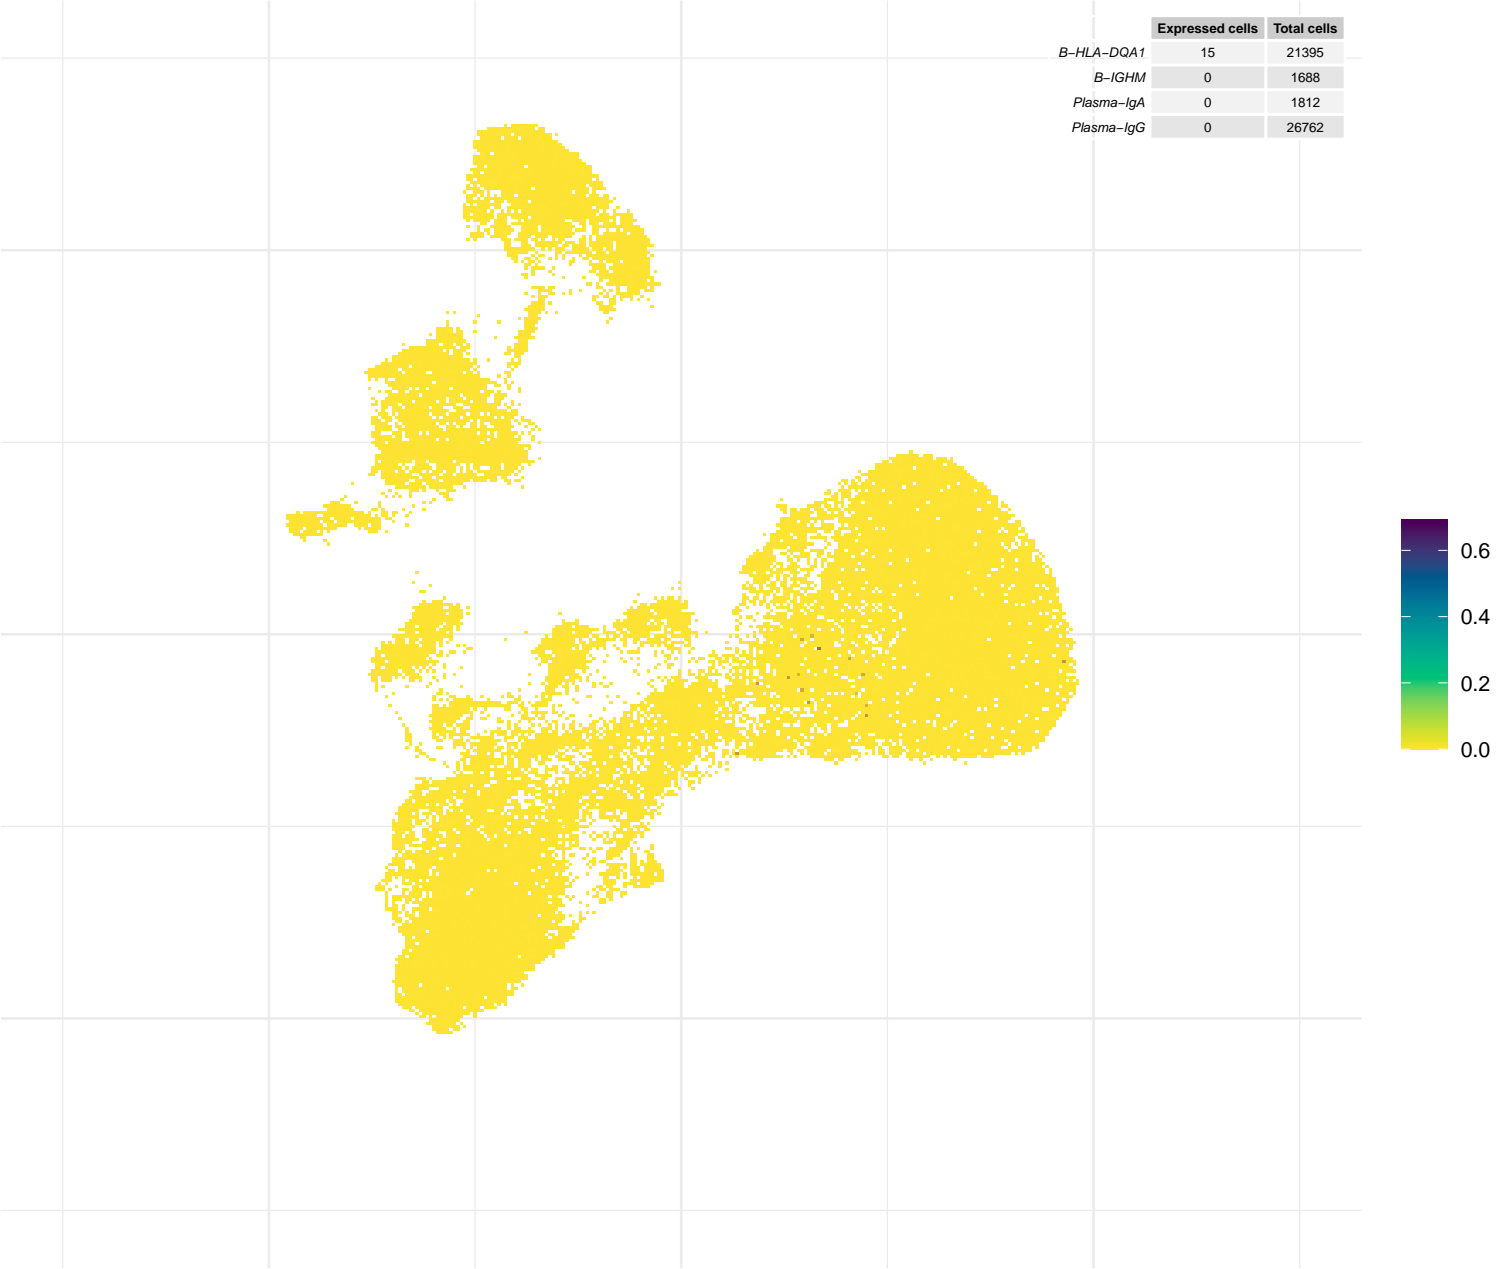 Expressed cells Total cells
B−HLA−DQA1 15 21395
B−IGHM 0 1688
Plasma−IgA 0 1812
Plasma−IgG 0 26762
0.6
0.4
0.2
0.0